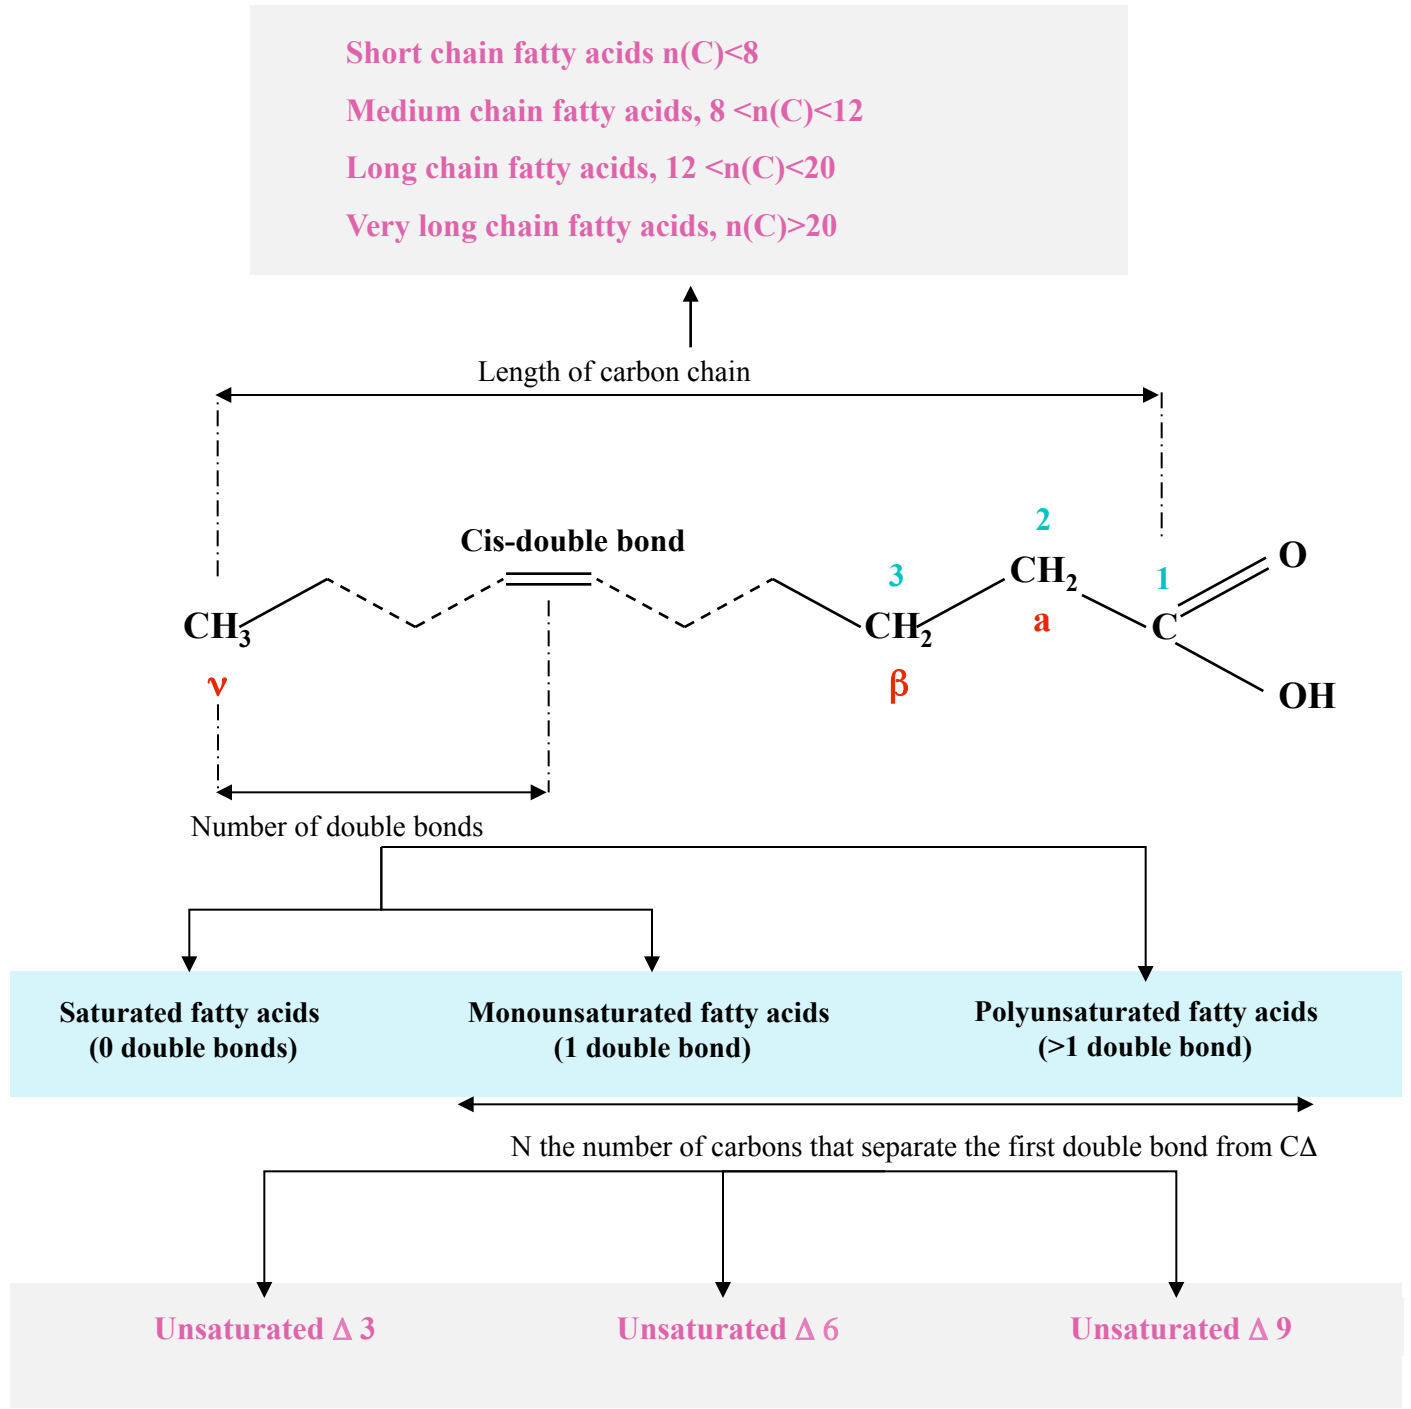 Short chain fatty acids n(C)<8
Medium chain fatty acids, 8 <n(C)<12
Long chain fatty acids, 12 <n(C)<20
Very long chain fatty acids, n(C)>20
Length of carbon chain
Cis-double bond
2
3
1
O
CH₂
CH₃
CH₂
a
C
ν
β
OH
Number of double bonds
Saturated fatty acids
(0 double bonds)
Monounsaturated fatty acids
(1 double bond)
Polyunsaturated fatty acids
(>1 double bond)
N the number of carbons that separate the first double bond from CΔ
Unsaturated Δ 3
Unsaturated Δ 6
Unsaturated Δ 9